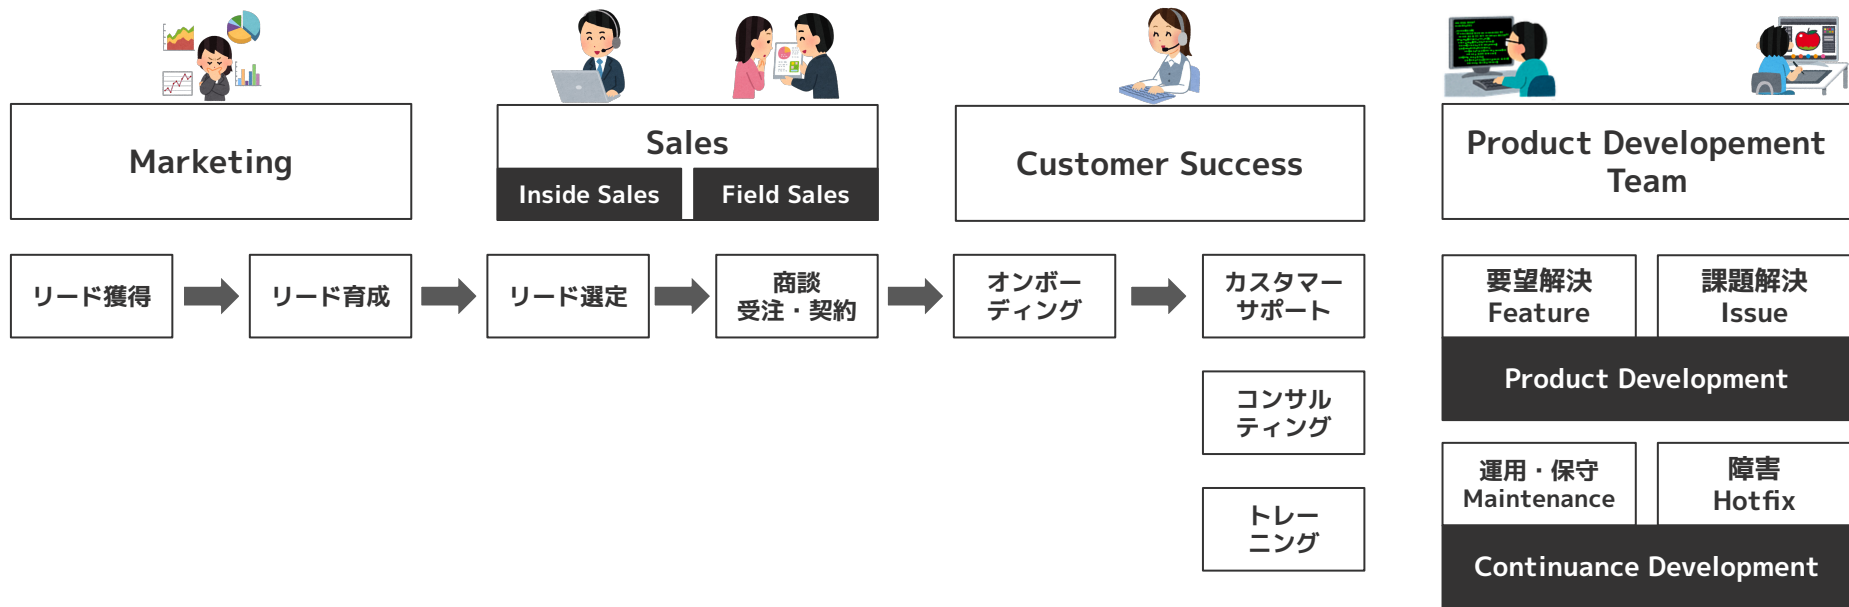 Marketing
Sales
Inside Sales
Field Sales
Customer Success
Product Developement
Team
リード獲得
リード育成
リード選定
商談
受注・契約
オンボー
ディング
カスタマー
サポート
コンサル
ティング
トレー
ニング
要望解決
Feature
課題解決
Issue
Product Development
運用・保守
Maintenance
障害
Hotfix
Continuance Development